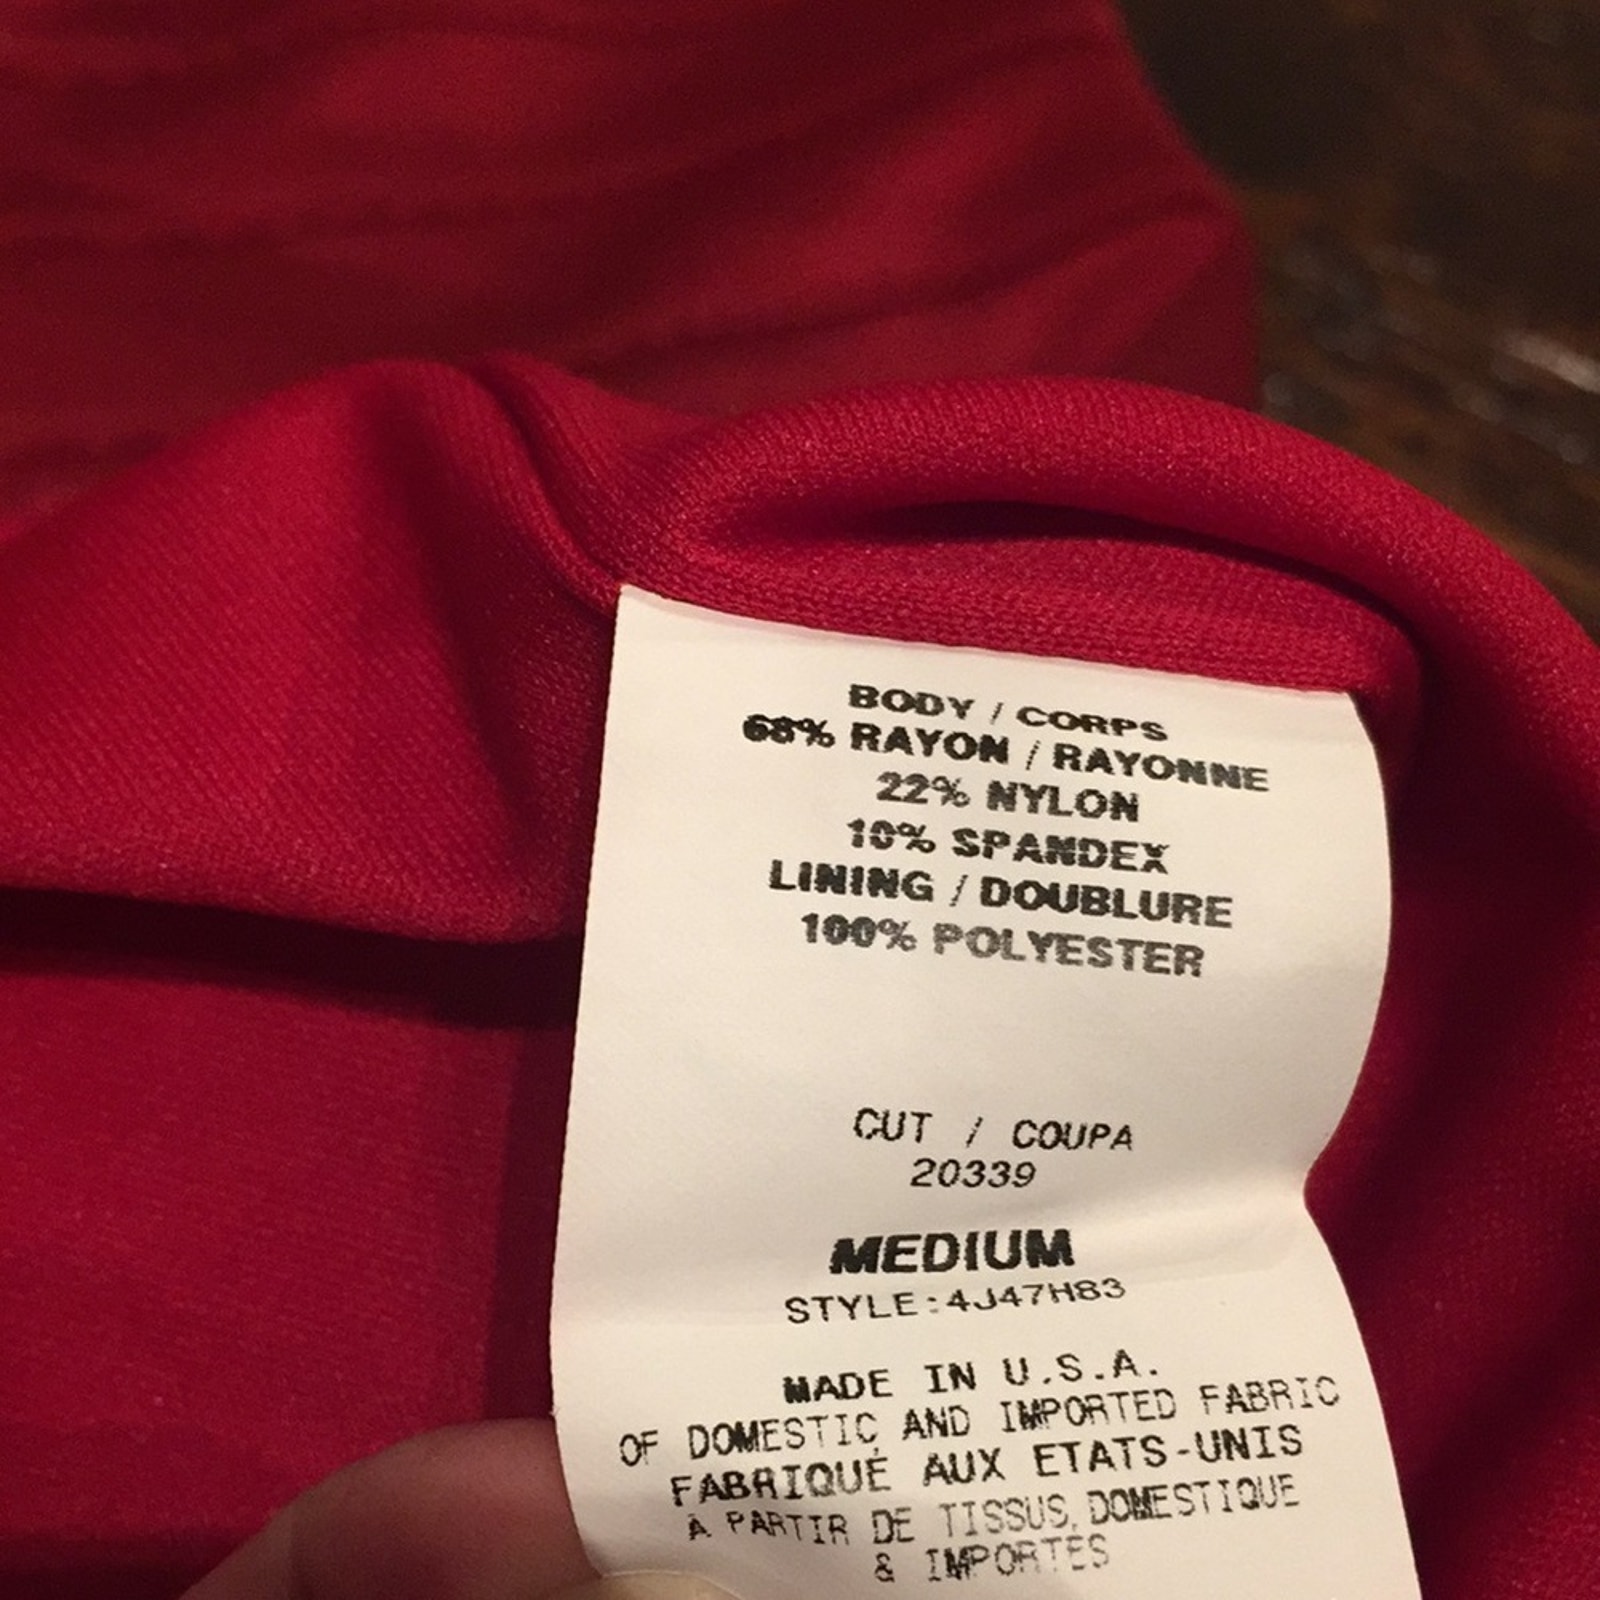 BODY / CORPS
68% RAYON / RAYONNE
22% NYLON
10% SPANDEX
LINING / DOUBLURE
100% POLYESTER
CUT / COUPA
20339
MEDIUM
STYLE:4J47H83
MADE IN U.S.A.
OF DOMESTIC AND IMPORTED FABRIC
FABRIQUÉ AUX ETATS-UNIS
A PARTIR DE TISSUS DOMESTIQUE
& IMPORTES